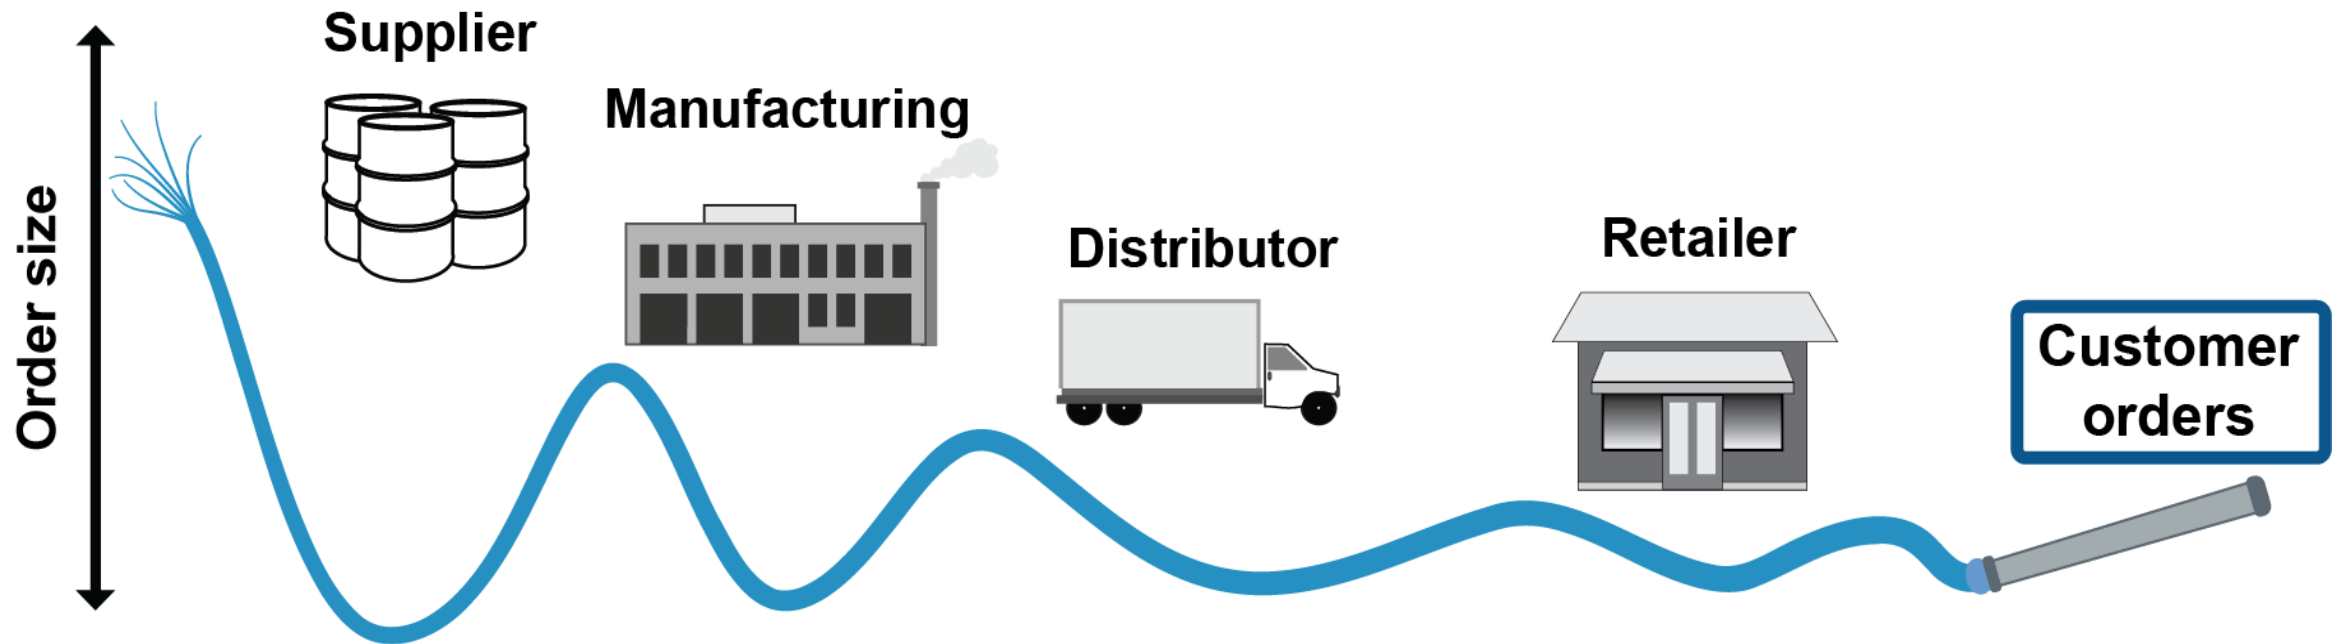 Order size
Supplier
Manufacturing
Distributor
Retailer
Customer
orders